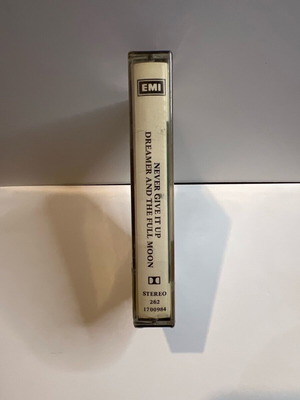 EMI
NEVER GIVE IT UP
DREAMER AND THE FULL MOON
STEREO
262
1700984